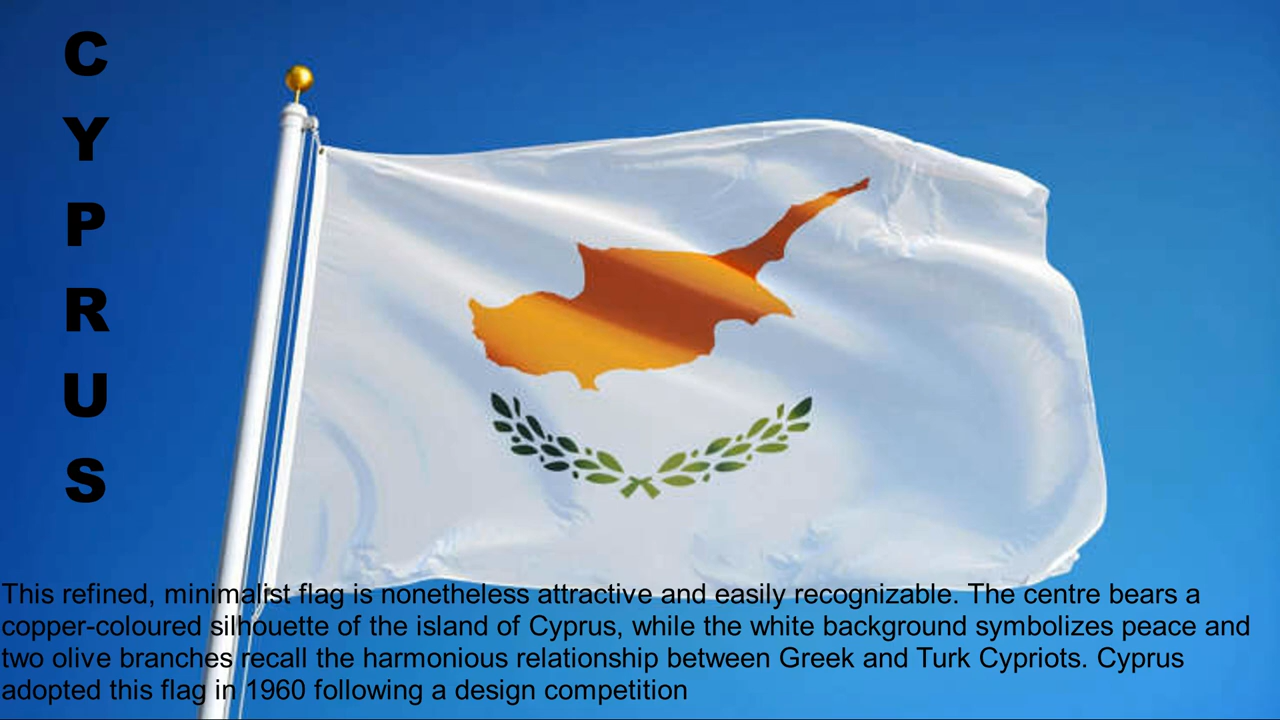 CYPRUS
This refined, minimalist flag is nonetheless attractive and easily recognizable. The centre bears a
copper-coloured silhouette of the island of Cyprus, while the white background symbolizes peace and
two olive branches recall the harmonious relationship between Greek and Turk Cypriots. Cyprus
adopted this flag in 1960 following a design competition